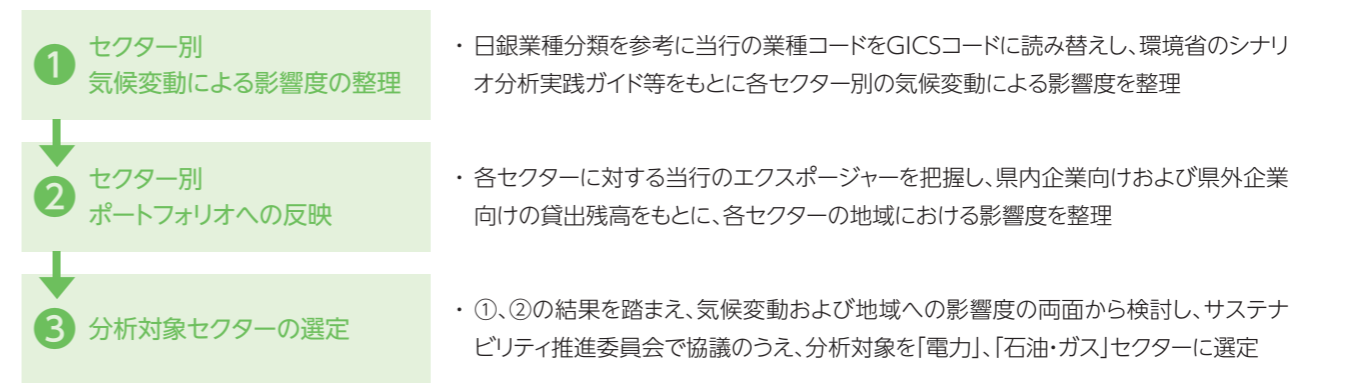 ❶
セクター別
気候変動による影響度の整理
・ 日銀業種分類を参考に当行の業種コードをGICSコードに読み替えし、環境省のシナリ
オ分析実践ガイド等をもとに各セクター別の気候変動による影響度を整理
❷
セクター別
ポートフォリオへの反映
・ 各セクターに対する当行のエクスポージャーを把握し、県内企業向けおよび県外企業
向けの貸出残高をもとに、各セクターの地域における影響度を整理
❸
分析対象セクターの選定
・ ①、②の結果を踏まえ、気候変動および地域への影響度の両面から検討し、サステナ
ビリティ推進委員会で協議のうえ、分析対象を「電力」、「石油・ガス」セクターに選定